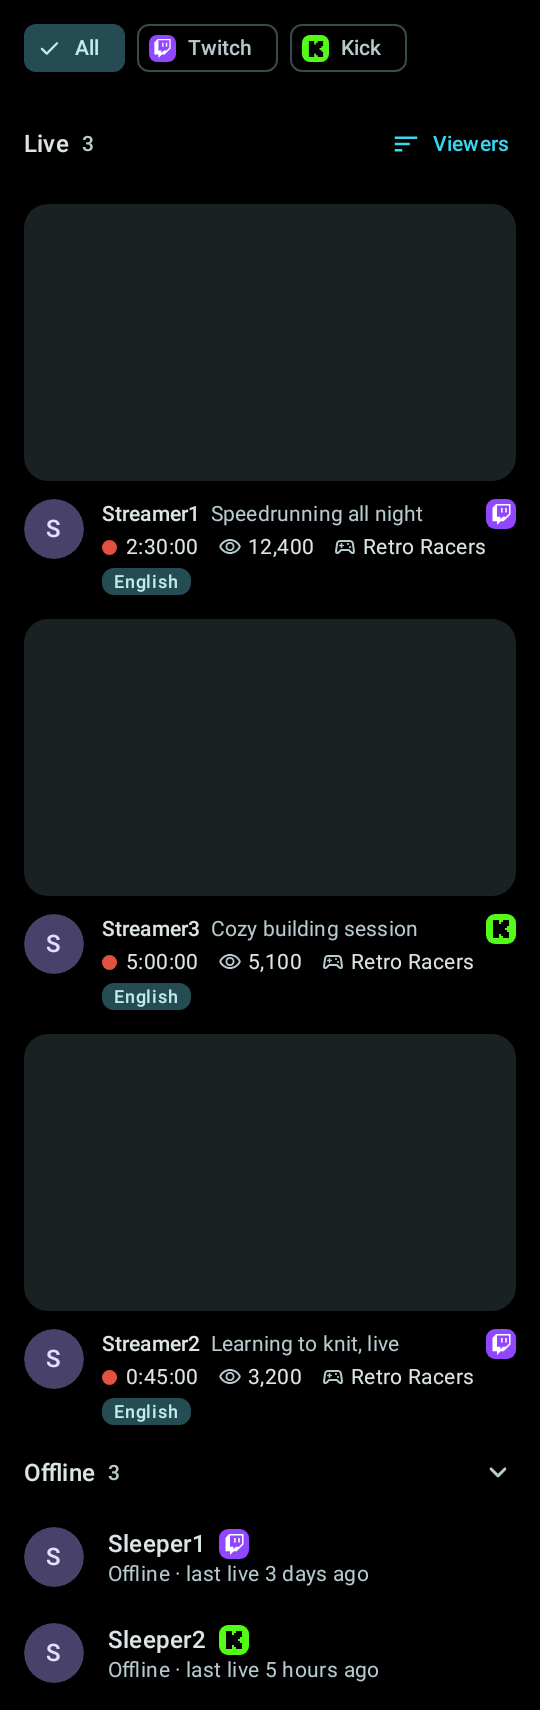 All Twitch Kick
Live 3 Viewers
S
Streamer1 Speedrunning all night
2:30:00 12,400 Retro Racers
English
S
Streamer3 Cozy building session
5:00:00 5,100 Retro Racers
English
S
Streamer2 Learning to knit, live
0:45:00 3,200 Retro Racers
English
Offline 3
S
Sleeper1
Offline · last live 3 days ago
S
Sleeper2
Offline · last live 5 hours ago